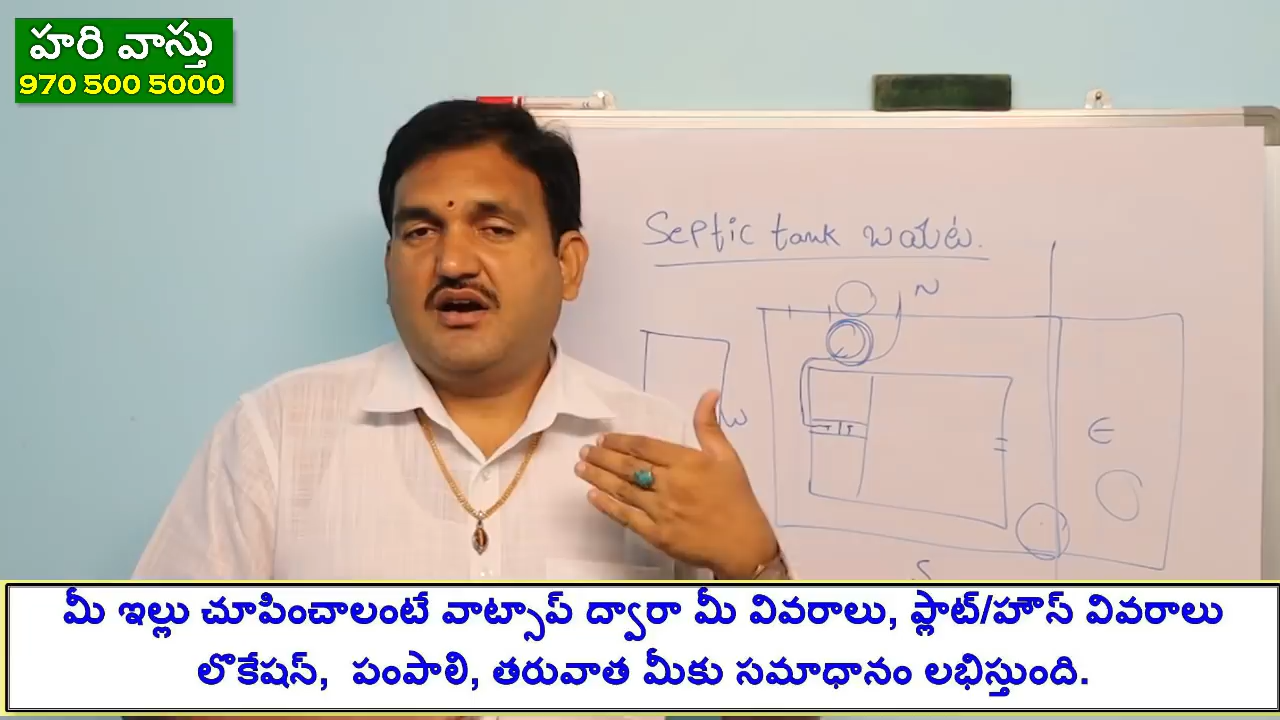 హరి వాస్తు
970 500 5000
Septic tank బయట.
N
W
E
S
మీ ఇల్లు చూపించాలంటే వాట్సాప్ ద్వారా మీ వివరాలు, ప్లాట్/హౌస్ వివరాలు
లొకేషన్,  పంపాలి, తరువాత మీకు సమాధానం లభిస్తుంది.